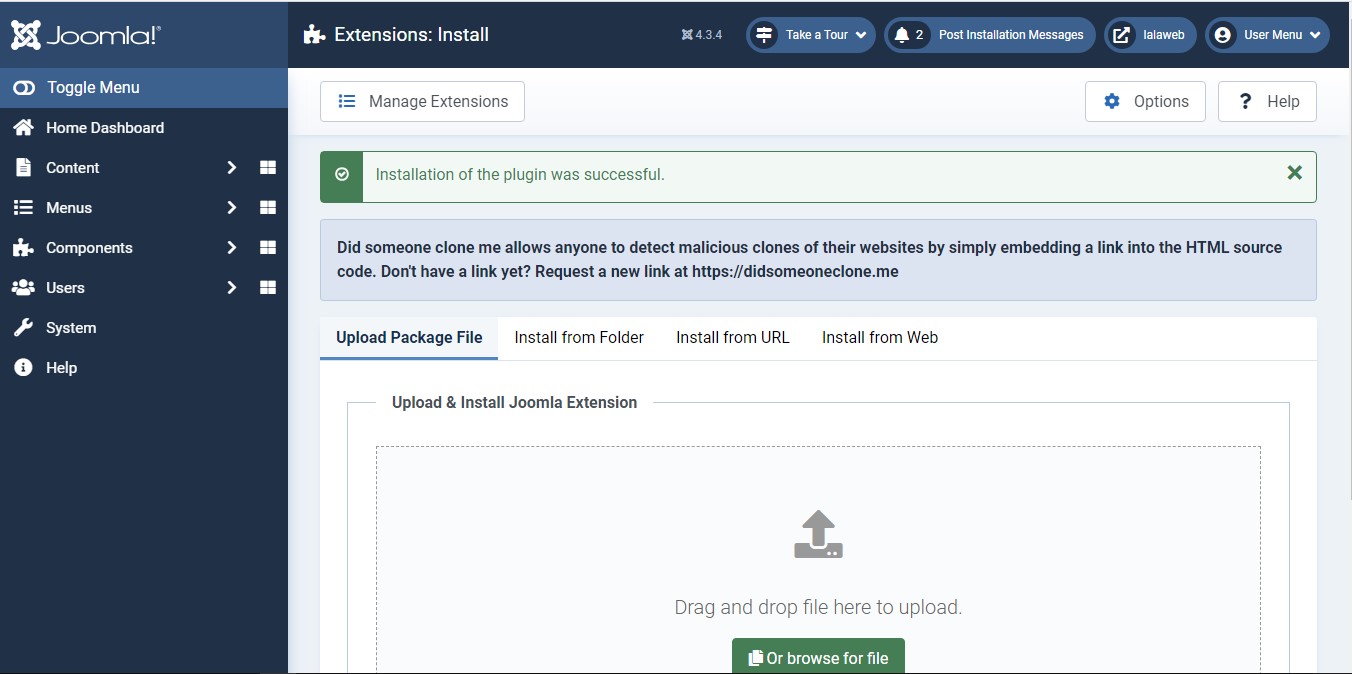 Joomla!®
Extensions: Install
4.3.4
Take a Tour
2 Post Installation Messages
lalaweb
User Menu
Toggle Menu
Home Dashboard
Content
Menus
Components
Users
System
Help
Manage Extensions
Options
? Help
Installation of the plugin was successful.
Did someone clone me allows anyone to detect malicious clones of their websites by simply embedding a link into the HTML source
code. Don't have a link yet? Request a new link at https://didsomeoneclone.me
Upload Package File
Install from Folder
Install from URL
Install from Web
Upload & Install Joomla Extension
Drag and drop file here to upload.
Or browse for file